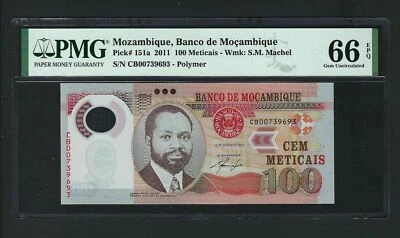 PMG
PAPER MONEY GUARANTY
Mozambique, Banco de Moçambique
Pick# 151a 2011 100 Meticais - Wmk: S.M. Machel
S/N CB00739693 - Polymer
66 EPQ
Gem Uncirculated
BANCO DE MOÇAMBIQUE
CB00739693
CB00739693
CEM
METICAIS
100